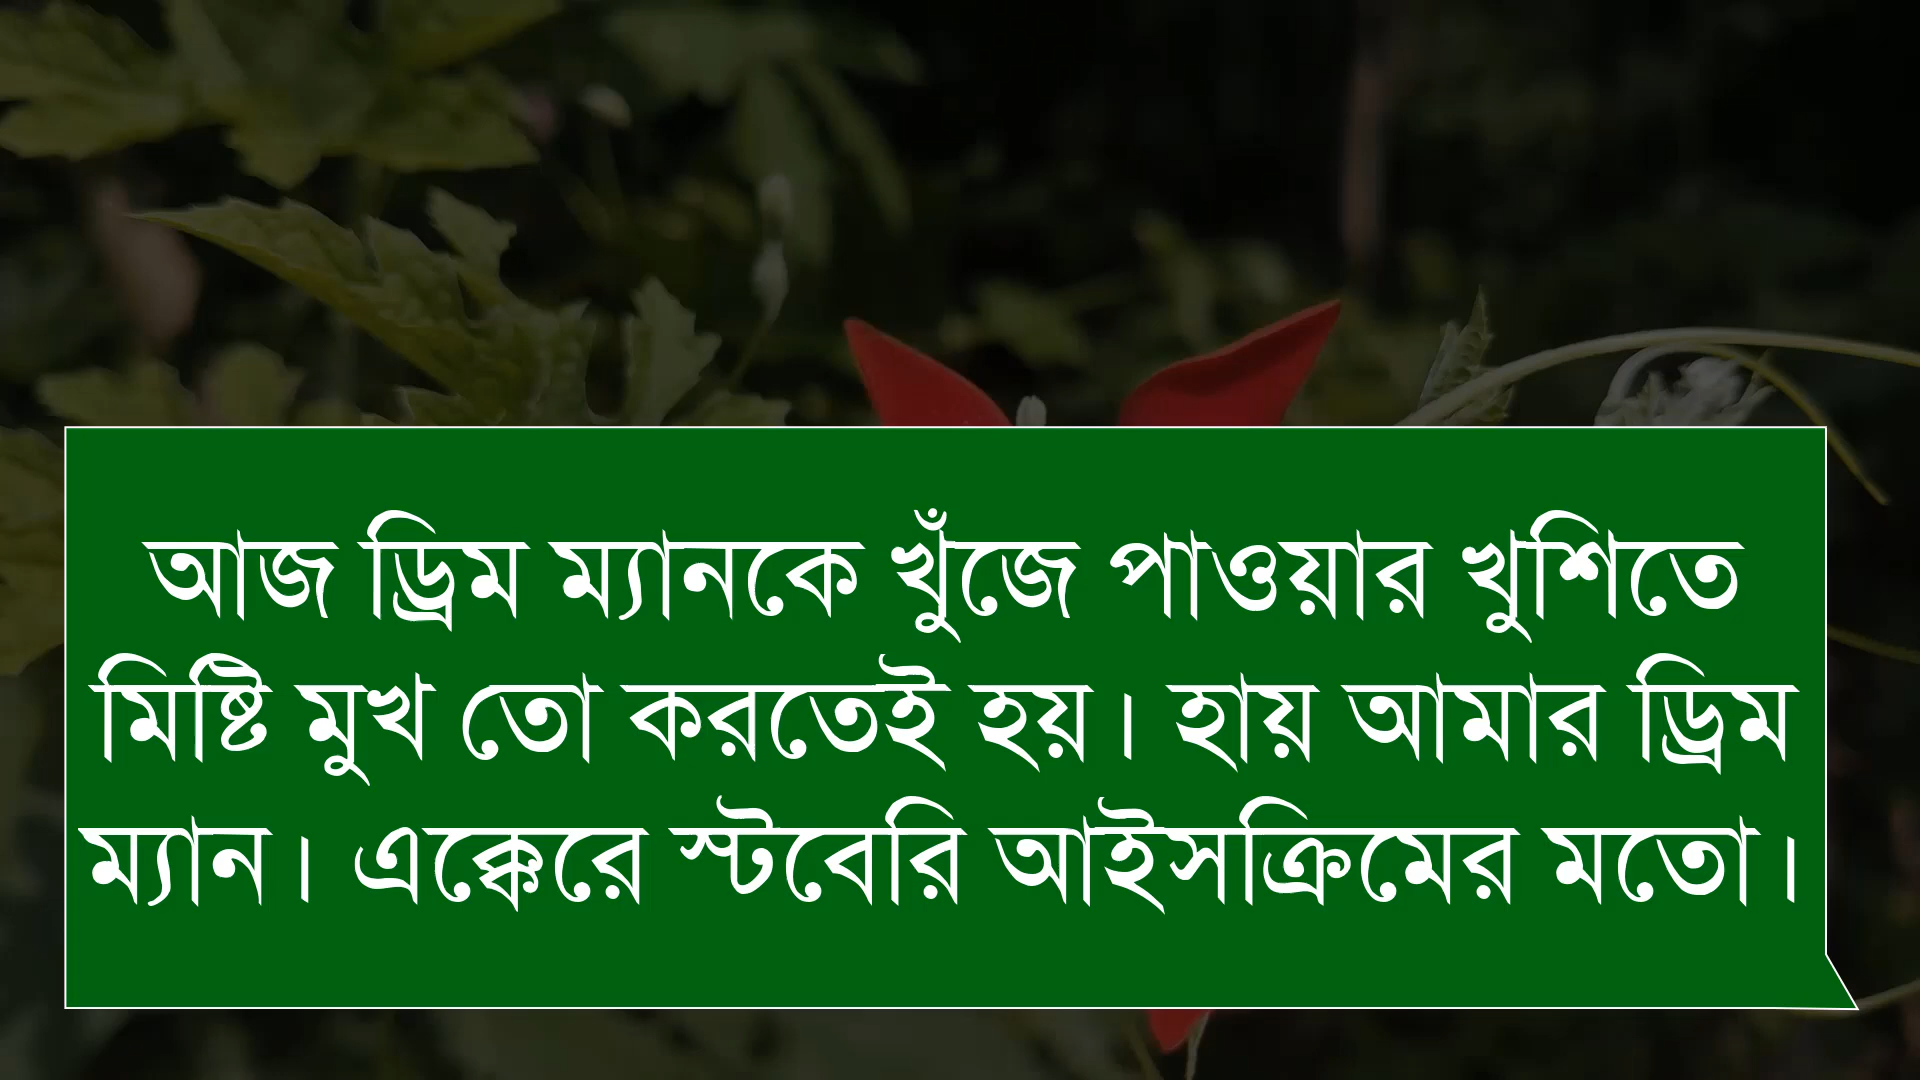 আজ ড্রিম ম্যানকে খুঁজে পাওয়ার খুশিতে
মিষ্টি মুখ তো করতেই হয়। হায় আমার ড্রিম
ম্যান। এক্কেরে স্টবেরি আইসক্রিমের মতো।